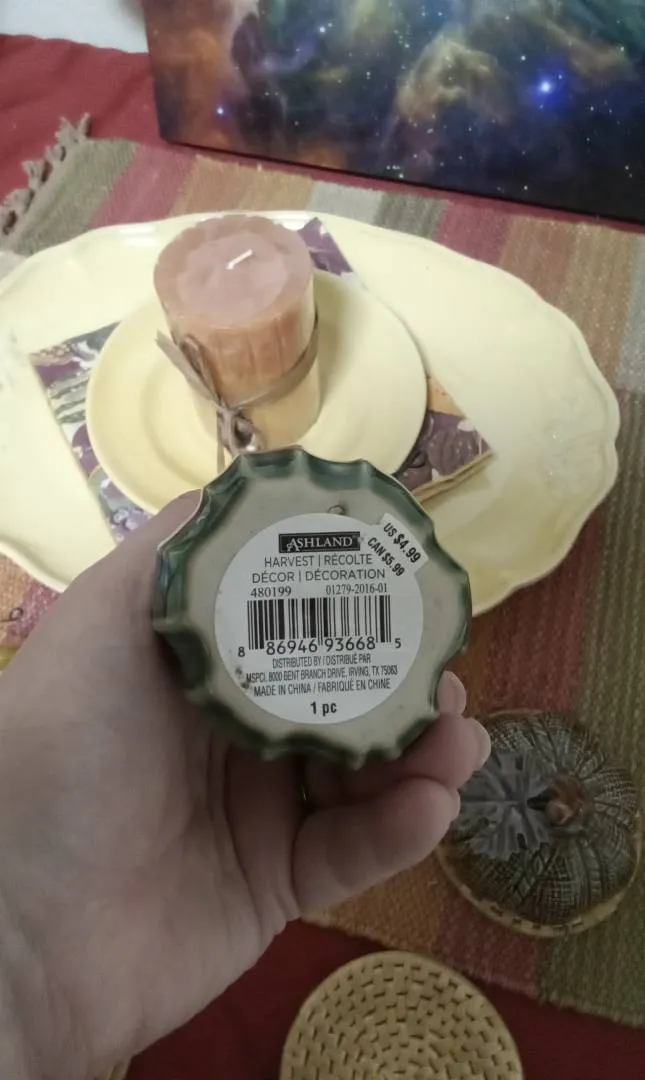 ASHLAND
US $4.99
CAN $5.99
HARVEST | RÉCOLTE
DÉCOR | DÉCORATION
480199 01279-2016-01
8 86946 93668 5
DISTRIBUTED BY / DISTRIBUÉ PAR
MSPCI, 8000 BENT BRANCH DRIVE, IRVING, TX 75063
MADE IN CHINA / FABRIQUÉ EN CHINE
1 pc